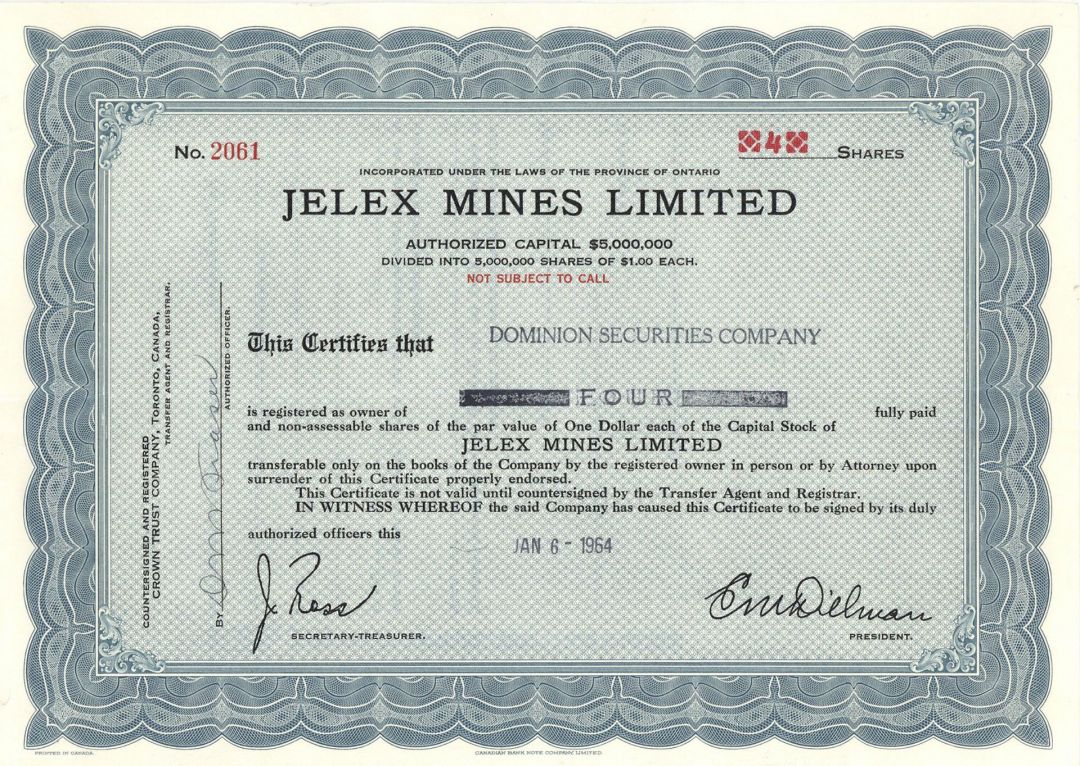 No. 2061
4 SHARES
INCORPORATED UNDER THE LAWS OF THE PROVINCE OF ONTARIO
JELEX MINES LIMITED
AUTHORIZED CAPITAL $5,000,000
DIVIDED INTO 5,000,000 SHARES OF $1.00 EACH.
NOT SUBJECT TO CALL
This Certifies that DOMINION SECURITIES COMPANY
FOUR
is registered as owner of fully paid
and non-assessable shares of the par value of One Dollar each of the Capital Stock of
JELEX MINES LIMITED
transferable only on the books of the Company by the registered owner in person or by Attorney upon
surrender of this Certificate properly endorsed.
This Certificate is not valid until countersigned by the Transfer Agent and Registrar.
IN WITNESS WHEREOF the said Company has caused this Certificate to be signed by its duly
authorized officers this JAN 6 - 1964
J. Ross
SECRETARY-TREASURER.
PRESIDENT.
COUNTERSIGNED AND REGISTERED
CROWN TRUST COMPANY, TORONTO, CANADA,
TRANSFER AGENT AND REGISTRAR.
BY
AUTHORIZED OFFICER.
PRINTED IN CANADA
CANADIAN BANK NOTE COMPANY LIMITED.